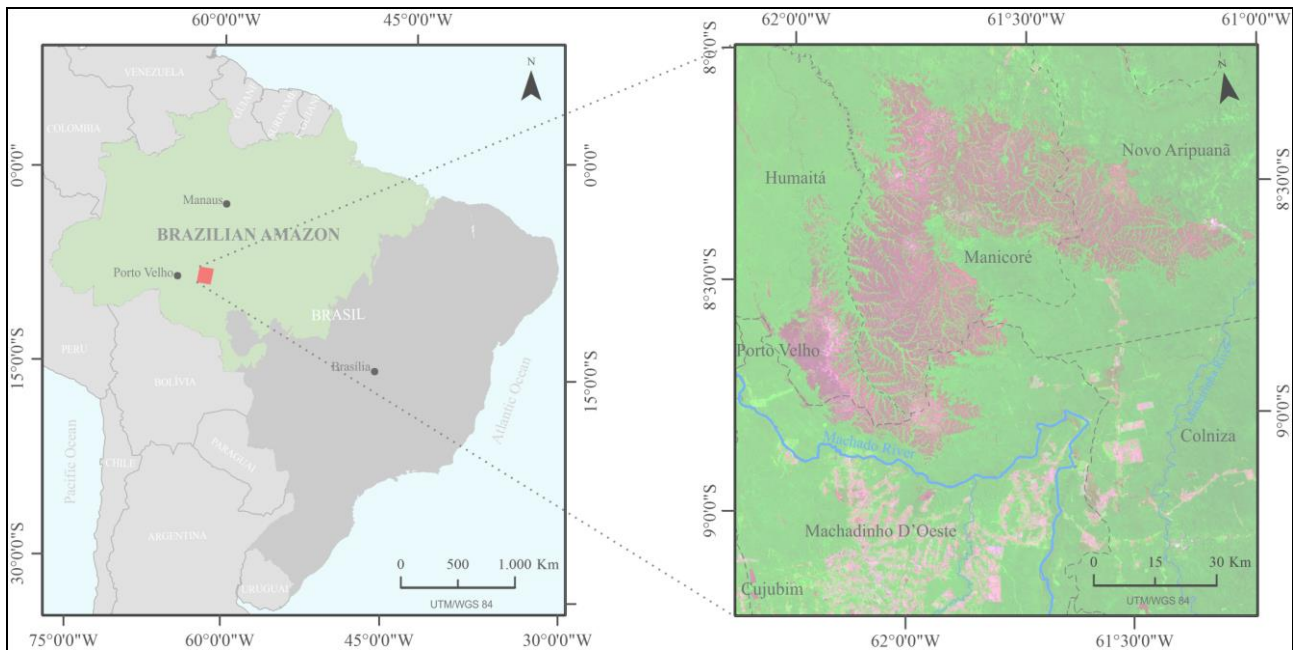 60°0'0"W
45°0'0"W
0°0'0"
15°0'0"S
30°0'0"S
VENEZUELA
COLOMBIA
SURINAME
N
Manaus
BRAZILIAN AMAZON
Porto Velho
BRASIL
Brasília
PERU
BOLIVIA
PARAGUAI
CHILE
ARGENTINA
URUGUAI
Pacific Ocean
Atlantic Ocean
0 500 1.000 Km
UTM/WGS 84
0°0'0"
15°0'0"S
75°0'0"W
60°0'0"W
45°0'0"W
30°0'0"W
62°0'0"W
61°30'0"W
61°0'0"W
8°0'0"S
8°30'0"S
9°0'0"S
N
Novo Aripuanã
Humaitá
Manicoré
Porto Velho
Machado River
Colniza
Machadinho D'Oeste
Cujubim
0 15 30 Km
UTM/WGS 84
8°30'0"S
9°0'0"S
62°0'0"W
61°30'0"W